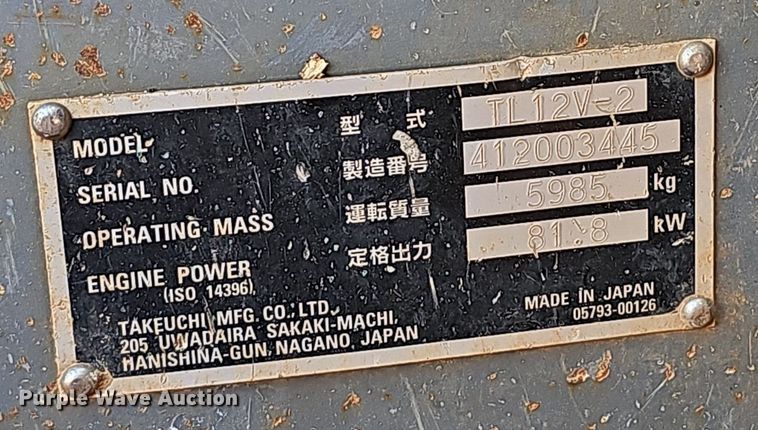 MODEL 型 式 TL12V-2
SERIAL NO. 製造番号 412003445
OPERATING MASS 運転質量 5985 kg
ENGINE POWER 定格出力 81.8 kW
(ISO 14396)
TAKEUCHI MFG. CO., LTD.
205 UWADAIRA SAKAKI-MACHI,
HANISHINA-GUN, NAGANO, JAPAN
MADE IN JAPAN
05793-00126
Purple Wave Auction